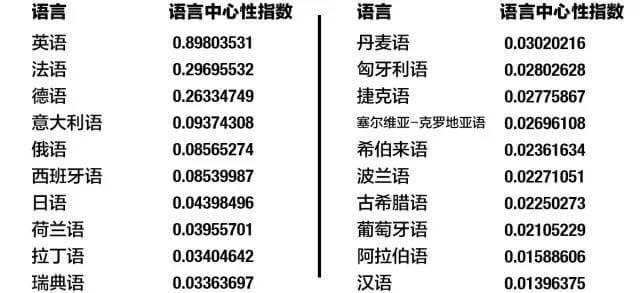 语言 语言中心性指数
英语 0.89803531
法语 0.29695532
德语 0.26334749
意大利语 0.09374308
俄语 0.08565274
西班牙语 0.08539987
日语 0.04398496
荷兰语 0.03955701
拉丁语 0.03404642
瑞典语 0.03363697
语言 语言中心性指数
丹麦语 0.03020216
匈牙利语 0.02802628
捷克语 0.02775867
塞尔维亚-克罗地亚语 0.02696108
希伯来语 0.02361634
波兰语 0.02271051
古希腊语 0.02250273
葡萄牙语 0.02105229
阿拉伯语 0.01588606
汉语 0.01396375